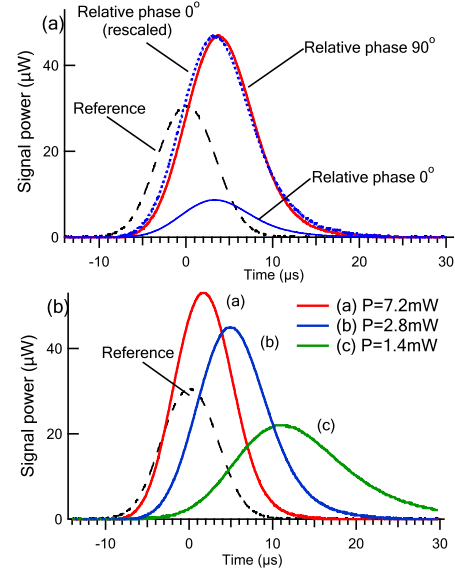 (a)
Relative phase 0°
(rescaled)
Relative phase 90°
Reference
Relative phase 0°
Signal power (µW)
40
20
0
-10 0 10 20 30
Time (µs)
(b)
(a)
(a) P=7.2mW
(b) P=2.8mW
(c) P=1.4mW
(b)
Reference
(c)
Signal power (µW)
40
20
0
-10 0 10 20 30
Time (µs)